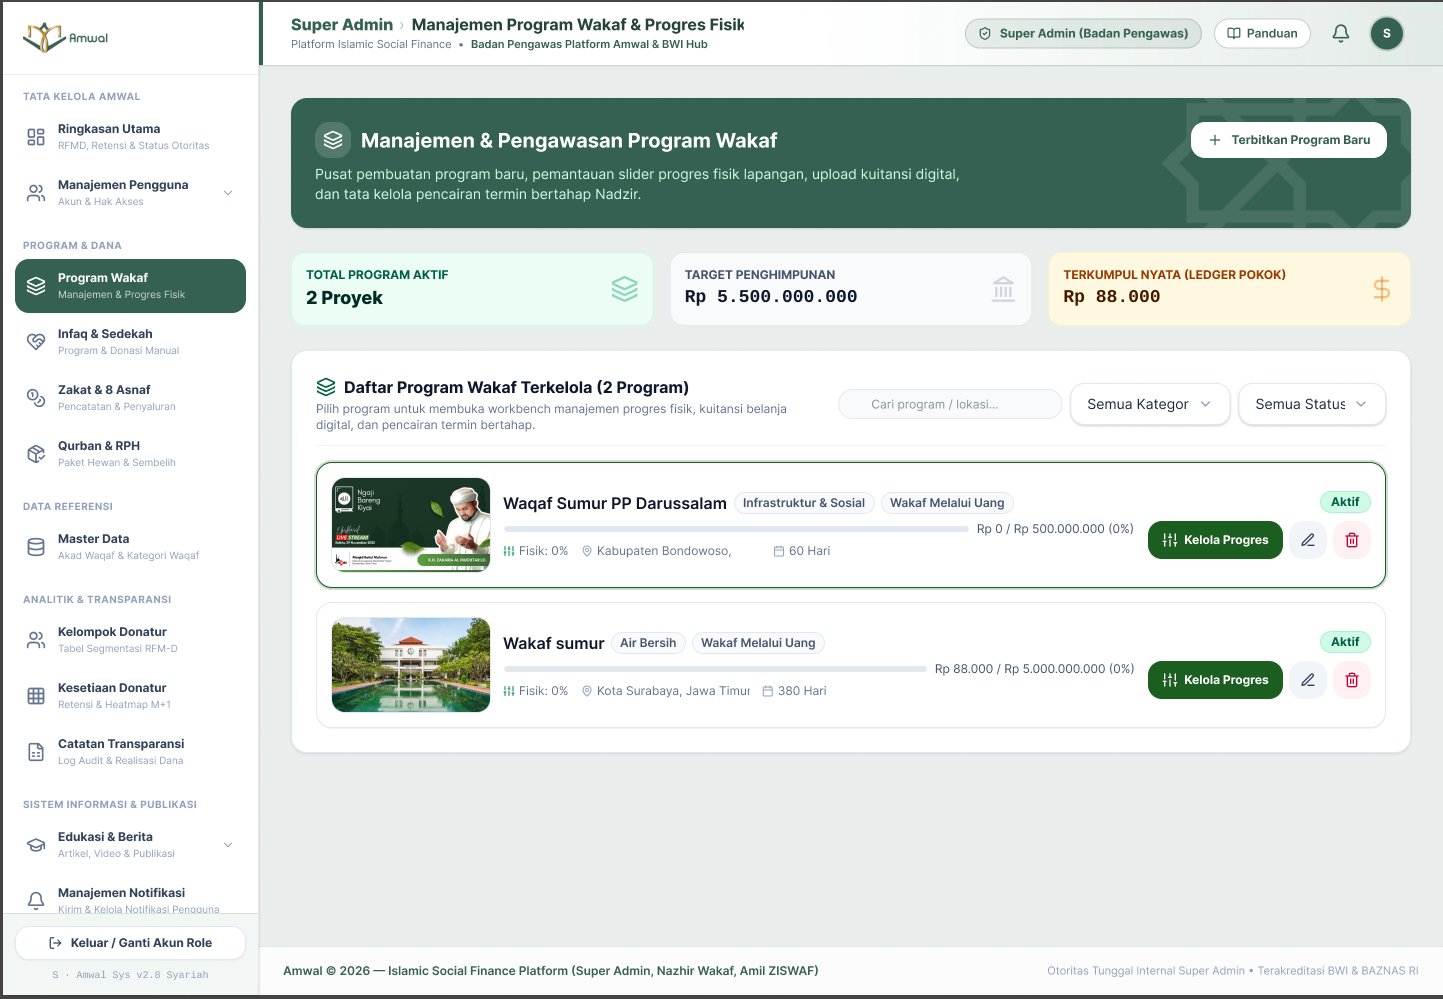 Amwal
TATA KELOLA AMWAL
Ringkasan Utama
RFMD, Retensi & Status Otoritas
Manajemen Pengguna
Akun & Hak Akses
PROGRAM & DANA
Program Wakaf
Manajemen & Progres Fisik
Infaq & Sedekah
Program & Donasi Manual
Zakat & 8 Asnaf
Pencatatan & Penyaluran
Qurban & RPH
Paket Hewan & Sembelih
DATA REFERENSI
Master Data
Akad Waqaf & Kategori Waqaf
ANALITIK & TRANSPARANSI
Kelompok Donatur
Tabel Segmentasi RFM-D
Kesetiaan Donatur
Retensi & Heatmap M+1
Catatan Transparansi
Log Audit & Realisasi Dana
SISTEM INFORMASI & PUBLIKASI
Edukasi & Berita
Artikel, Video & Publikasi
Manajemen Notifikasi
Kirim & Kelola Notifikasi Pengguna
Keluar / Ganti Akun Role
S · Amwal Sys v2.8 Syariah
Super Admin › Manajemen Program Wakaf & Progres Fisik
Platform Islamic Social Finance • Badan Pengawas Platform Amwal & BWI Hub
Super Admin (Badan Pengawas)
Panduan
S
Manajemen & Pengawasan Program Wakaf
Pusat pembuatan program baru, pemantauan slider progres fisik lapangan, upload kuitansi digital,
dan tata kelola pencairan termin bertahap Nadzir.
Terbitkan Program Baru
TOTAL PROGRAM AKTIF
2 Proyek
TARGET PENGHIMPUNAN
Rp 5.500.000.000
TERKUMPUL NYATA (LEDGER POKOK)
Rp 88.000
Daftar Program Wakaf Terkelola (2 Program)
Pilih program untuk membuka workbench manajemen progres fisik, kuitansi belanja
digital, dan pencairan termin bertahap.
Cari program / lokasi...
Semua Kategor
Semua Status
Ngaji
Bareng
Kiyai
LIVE STREAM
Waqaf Sumur PP Darussalam
Infrastruktur & Sosial
Wakaf Melalui Uang
Aktif
Rp 0 / Rp 500.000.000 (0%)
Fisik: 0%
Kabupaten Bondowoso,
60 Hari
Kelola Progres
Wakaf sumur
Air Bersih
Wakaf Melalui Uang
Aktif
Rp 88.000 / Rp 5.000.000.000 (0%)
Fisik: 0%
Kota Surabaya, Jawa Timur
380 Hari
Kelola Progres
Amwal © 2026 — Islamic Social Finance Platform (Super Admin, Nazhir Wakaf, Amil ZISWAF)
Otoritas Tunggal Internal Super Admin • Terakreditasi BWI & BAZNAS RI